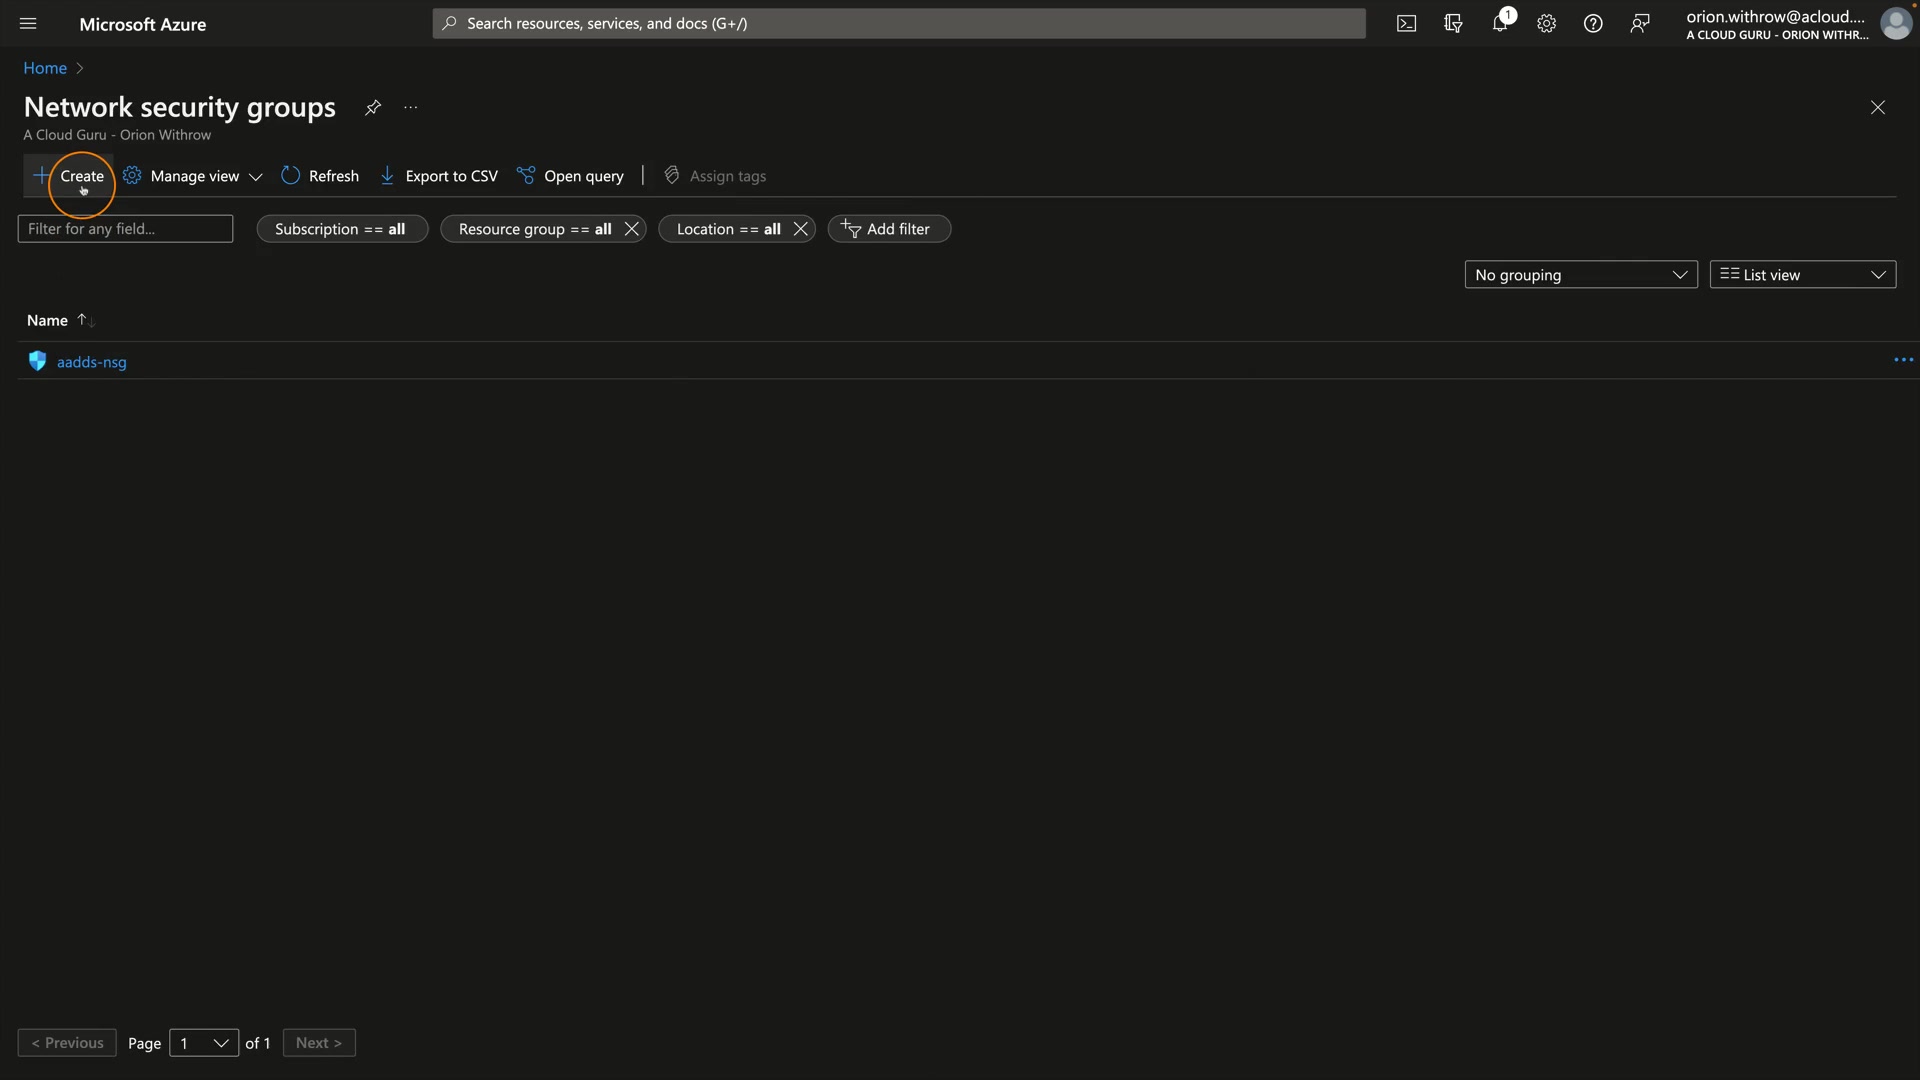 Microsoft Azure
Search resources, services, and docs (G+/)
1
orion.withrow@acloud....
A CLOUD GURU - ORION WITHR...
Home
Network security groups
...
A Cloud Guru - Orion Withrow
Create
Manage view
Refresh
Export to CSV
Open query
Assign tags
Filter for any field...
Subscription == all
Resource group == all
Location == all
Add filter
No grouping
List view
Name
aadds-nsg
< Previous
Page
1
of 1
Next >